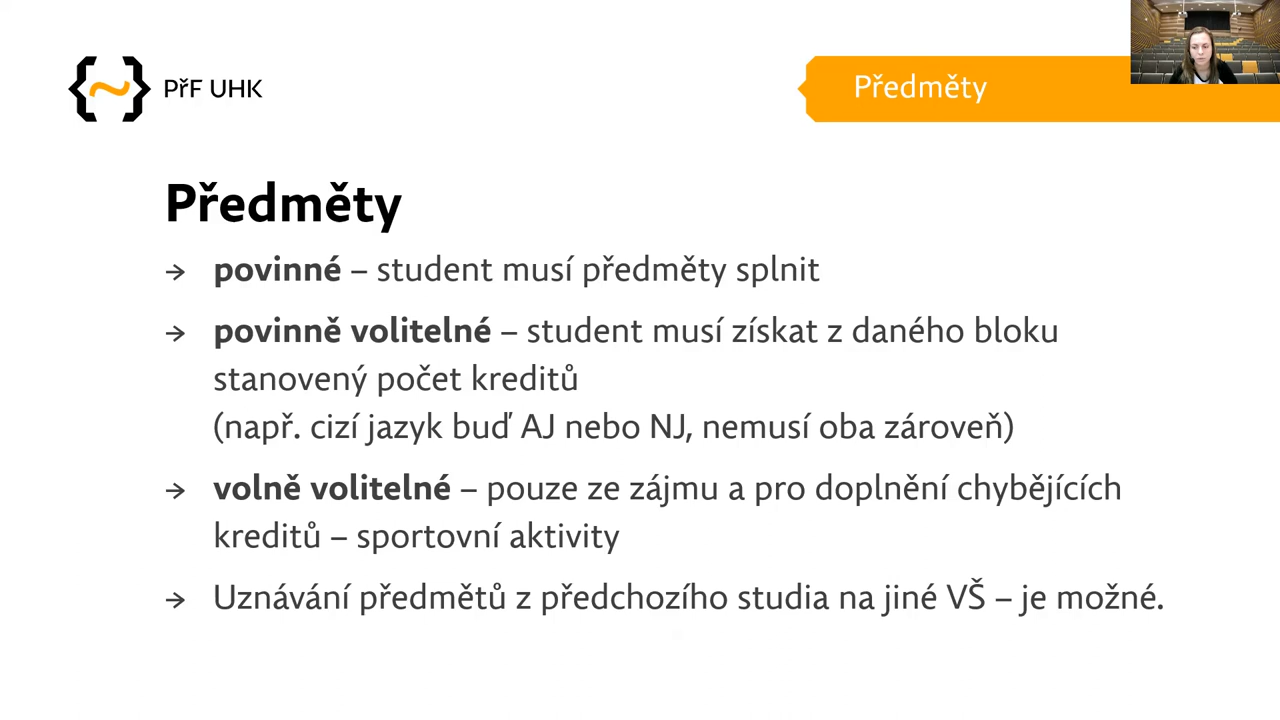 PřF UHK
Předměty
Předměty
→ povinné – student musí předměty splnit
→ povinně volitelné – student musí získat z daného bloku
stanovený počet kreditů
(např. cizí jazyk buď AJ nebo NJ, nemusí oba zároveň)
→ volně volitelné – pouze ze zájmu a pro doplnění chybějících
kreditů – sportovní aktivity
→ Uznávání předmětů z předchozího studia na jiné VŠ – je možné.